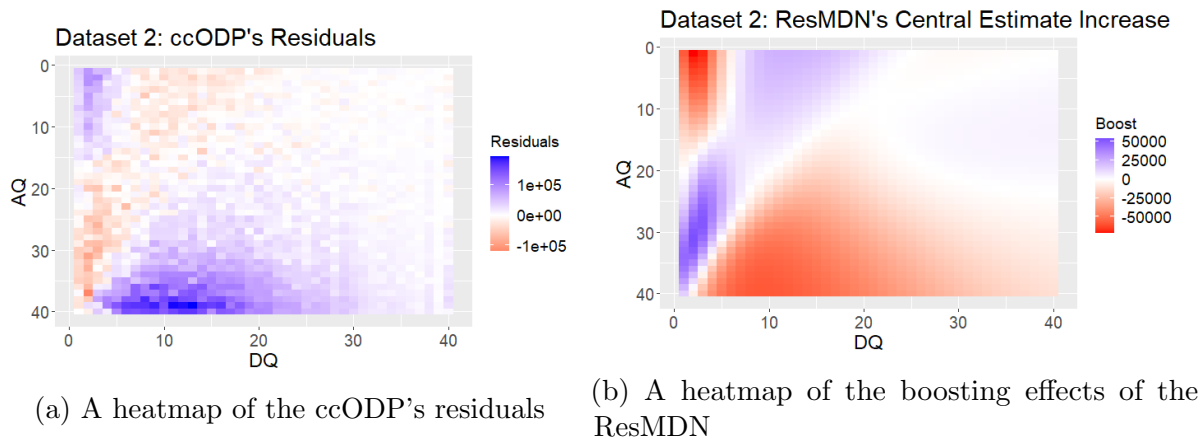 Dataset 2: ccODP's Residuals
0
10
20
30
40
AQ
0
10
20
30
40
DQ
Residuals
1e+05
0e+00
-1e+05
(a) A heatmap of the ccODP's residuals
Dataset 2: ResMDN's Central Estimate Increase
0
10
20
30
40
AQ
0
10
20
30
40
DQ
Boost
50000
25000
0
-25000
-50000
(b) A heatmap of the boosting effects of the
ResMDN